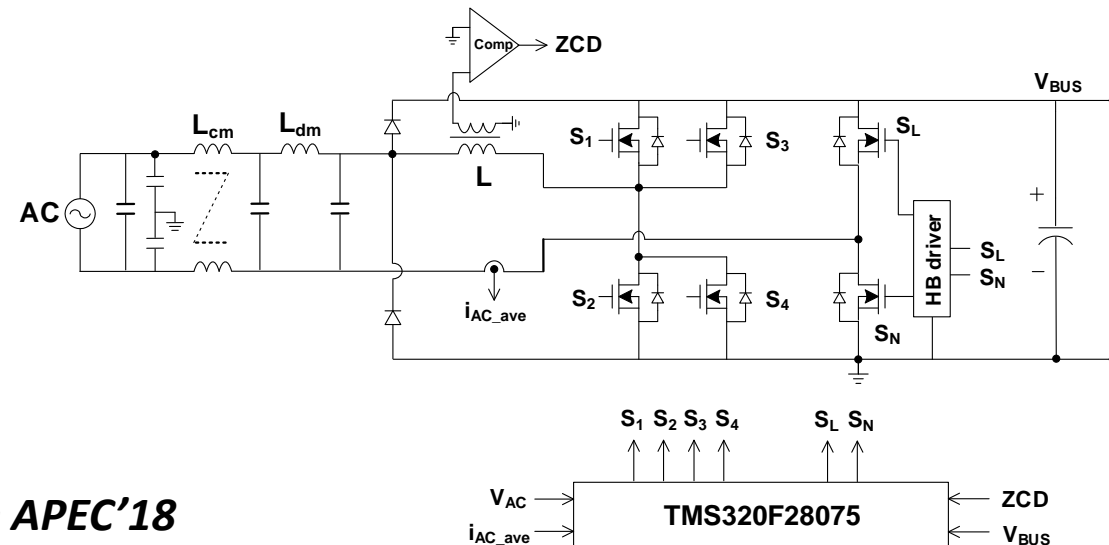 Comp
ZCD
V_BUS
L_cm
L_dm
S_1
S_3
S_L
L
AC
+
HB driver
S_L
S_N
−
S_2
S_4
i_AC_ave
S_N
S_1 S_2 S_3 S_4 S_L S_N
V_AC
TMS320F28075
ZCD
i_AC_ave
V_BUS
APEC’18